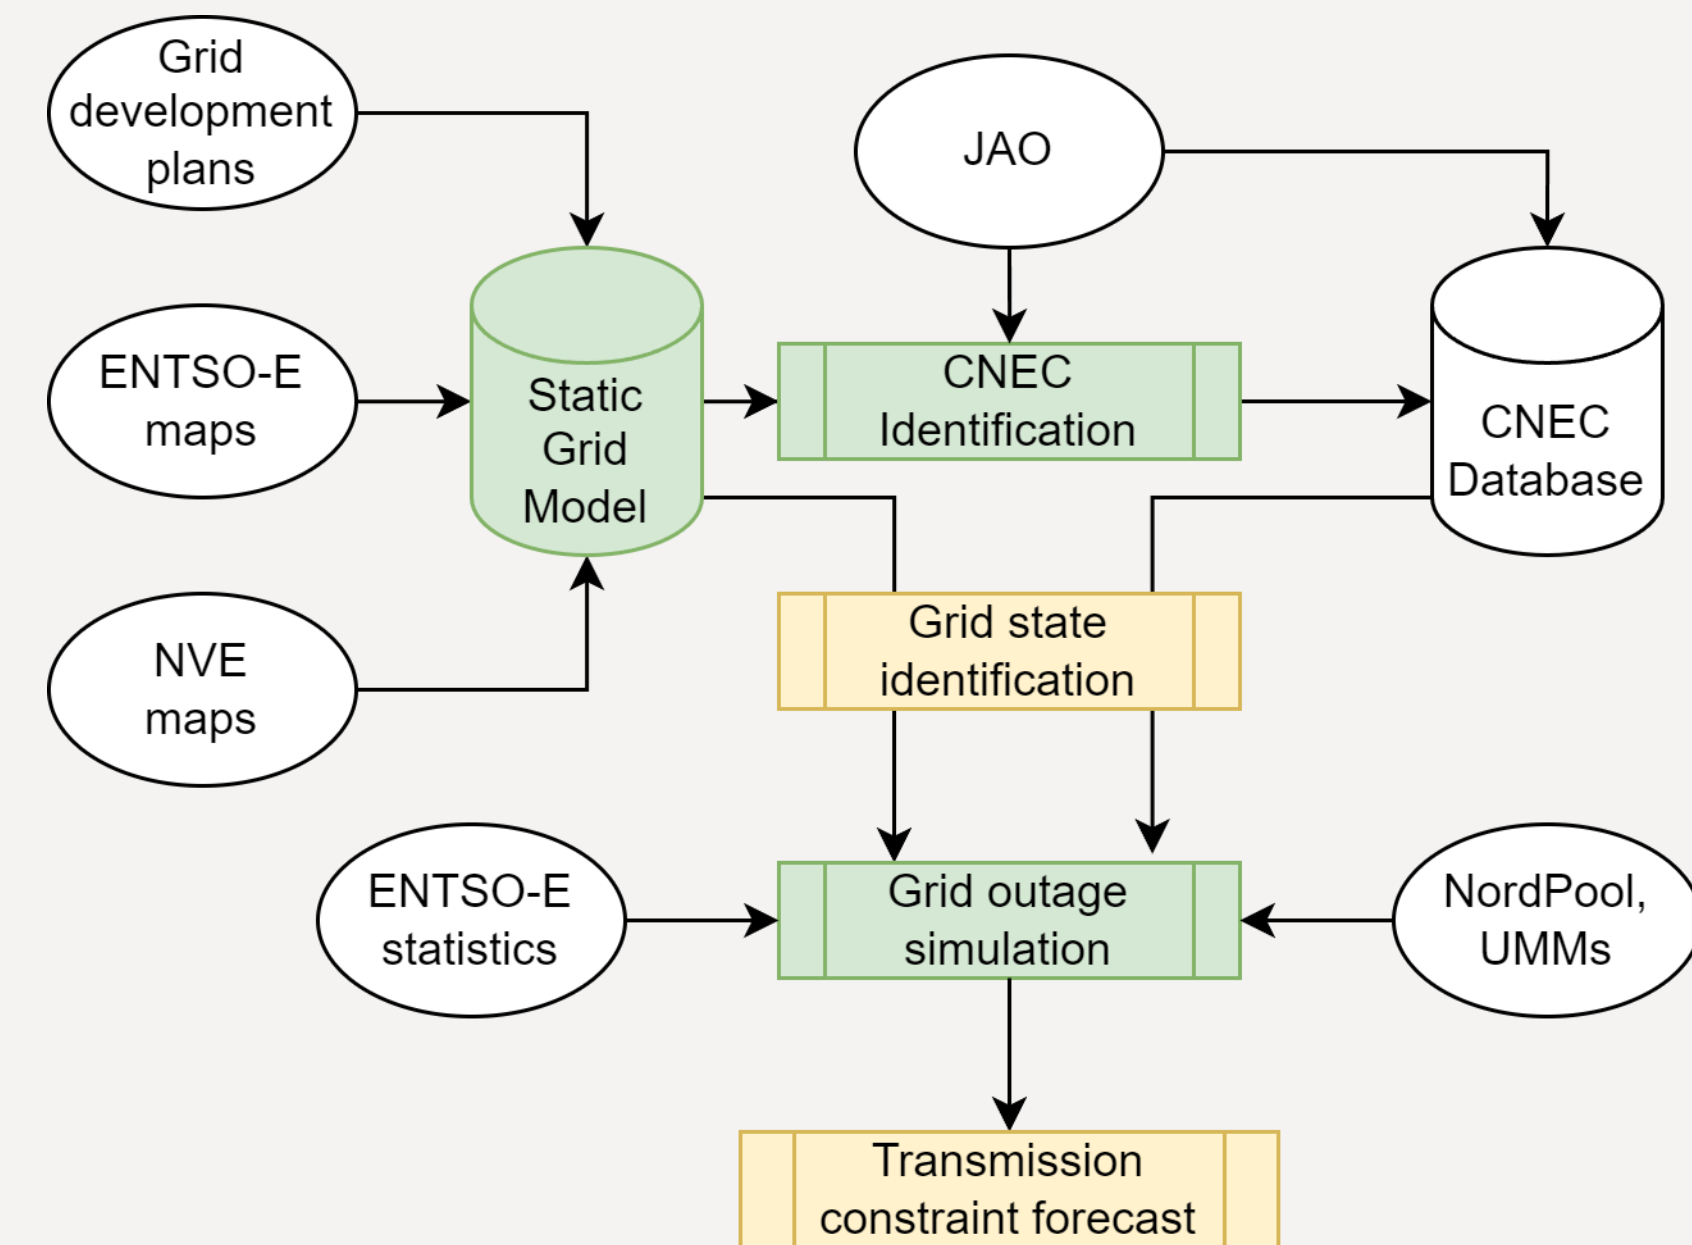 Grid
development
plans
JAO
ENTSO-E
maps
Static
Grid
Model
CNEC
Identification
CNEC
Database
Grid state
identification
NVE
maps
ENTSO-E
statistics
Grid outage
simulation
NordPool,
UMMs
Transmission
constraint forecast